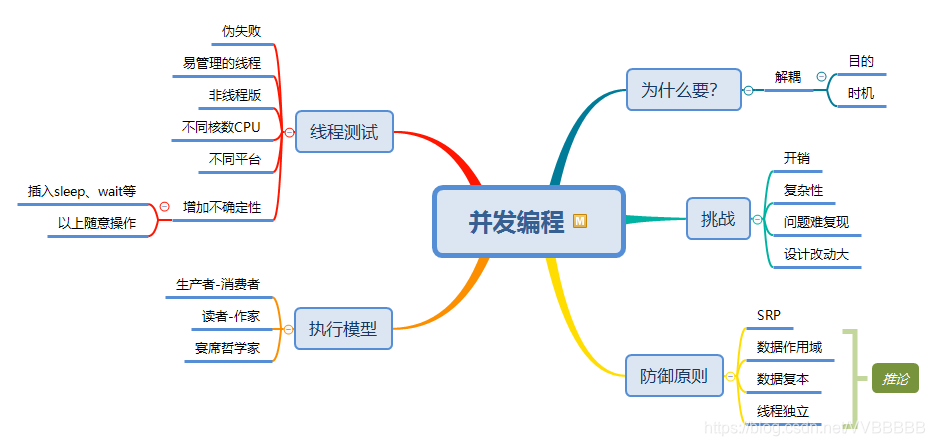 并发编程
M
为什么要?
解耦
目的
时机
挑战
开销
复杂性
问题难复现
设计改动大
防御原则
SRP
数据作用域
数据复本
线程独立
推论
线程测试
伪失败
易管理的线程
非线程版
不同核数CPU
不同平台
增加不确定性
插入sleep、wait等
以上随意操作
执行模型
生产者-消费者
读者-作家
宴席哲学家